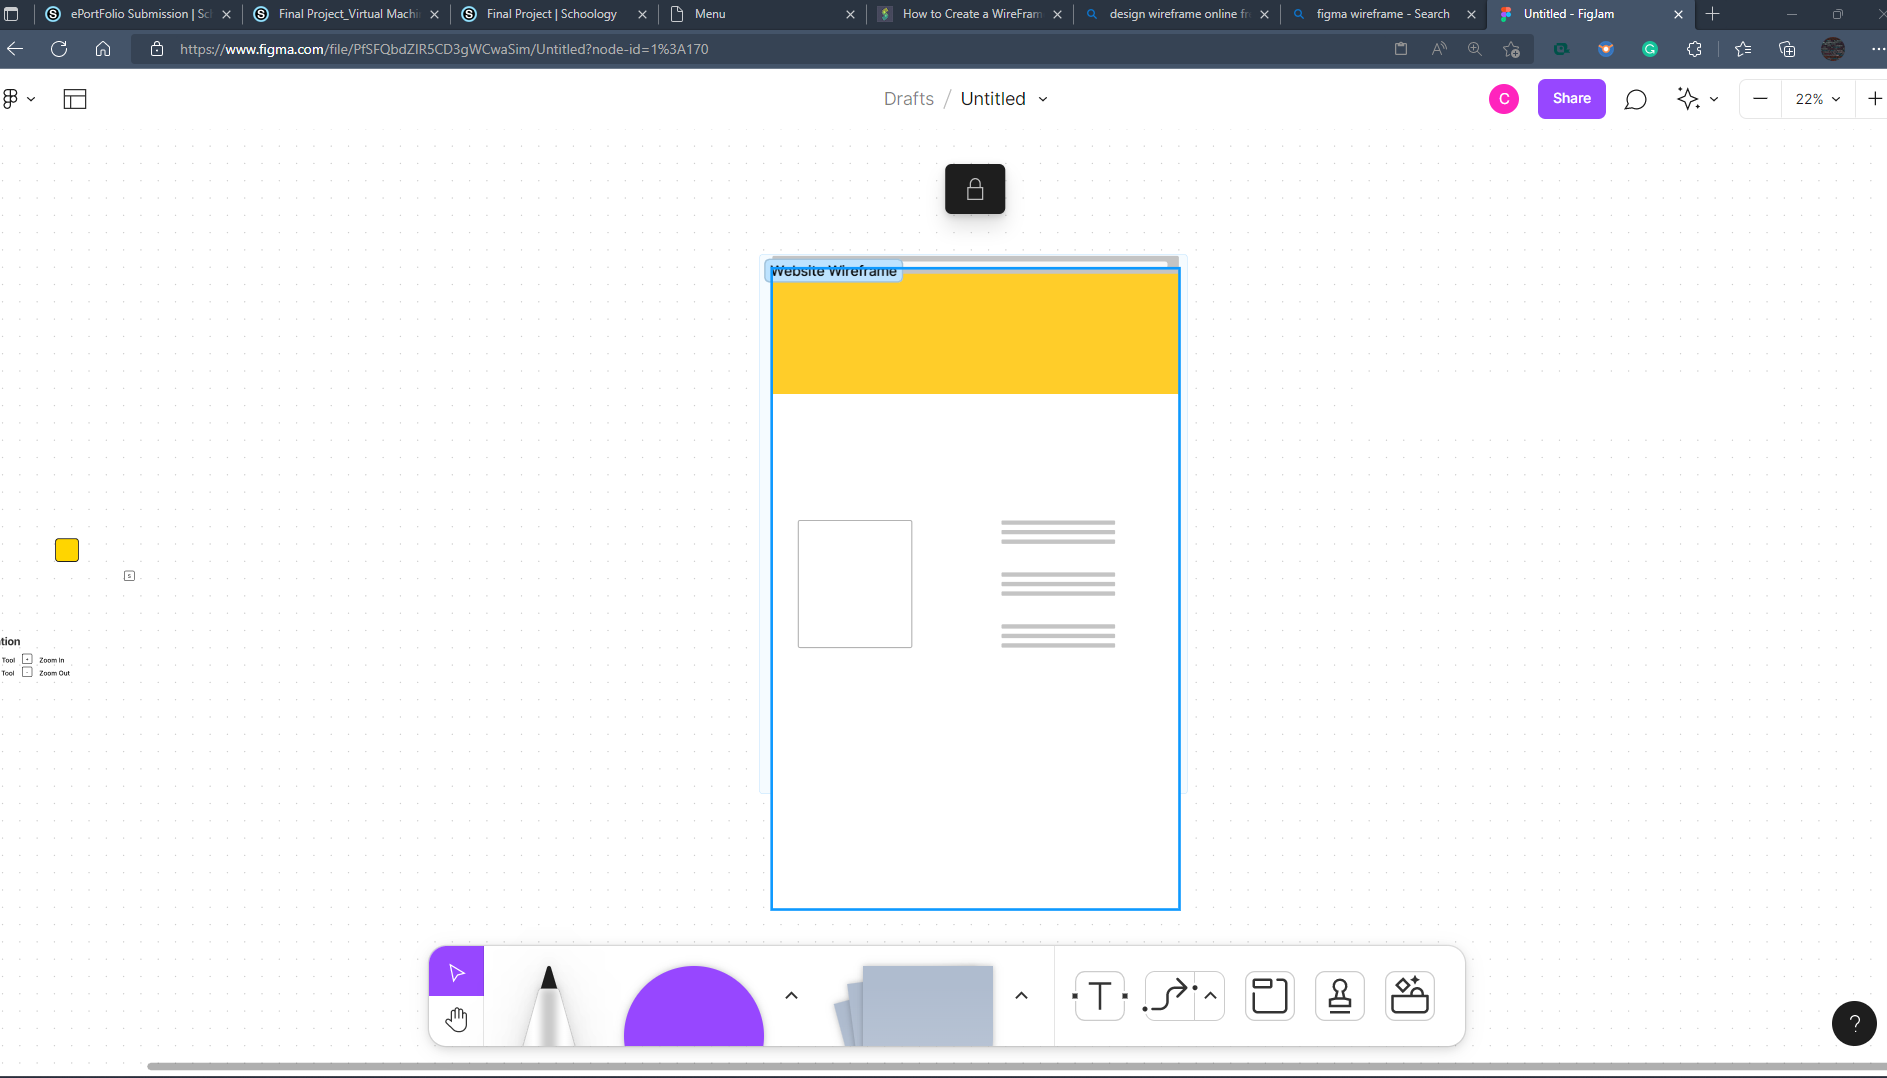 ePortFolio Submission | Sc
Final Project_Virtual Machi
Final Project | Schoology
Menu
How to Create a WireFram
design wireframe online fr
figma wireframe - Search
Untitled - FigJam
https://www.figma.com/file/PfSFQbdZIR5CD3gWCwaSim/Untitled?node-id=1%3A170
Drafts / Untitled
C
Share
22%
Website Wireframe
S
tion
Tool + Zoom In
Tool - Zoom Out
T
?